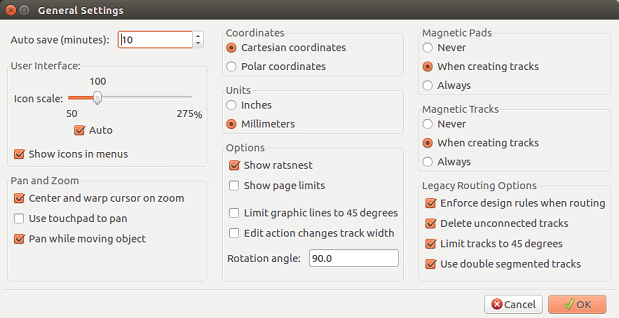 General Settings
Auto save (minutes): 10
User Interface:
100
Icon scale:
50 275%
Auto
Show icons in menus
Pan and Zoom
Center and warp cursor on zoom
Use touchpad to pan
Pan while moving object
Coordinates
Cartesian coordinates
Polar coordinates
Units
Inches
Millimeters
Options
Show ratsnest
Show page limits
Limit graphic lines to 45 degrees
Edit action changes track width
Rotation angle: 90.0
Magnetic Pads
Never
When creating tracks
Always
Magnetic Tracks
Never
When creating tracks
Always
Legacy Routing Options
Enforce design rules when routing
Delete unconnected tracks
Limit tracks to 45 degrees
Use double segmented tracks
Cancel OK